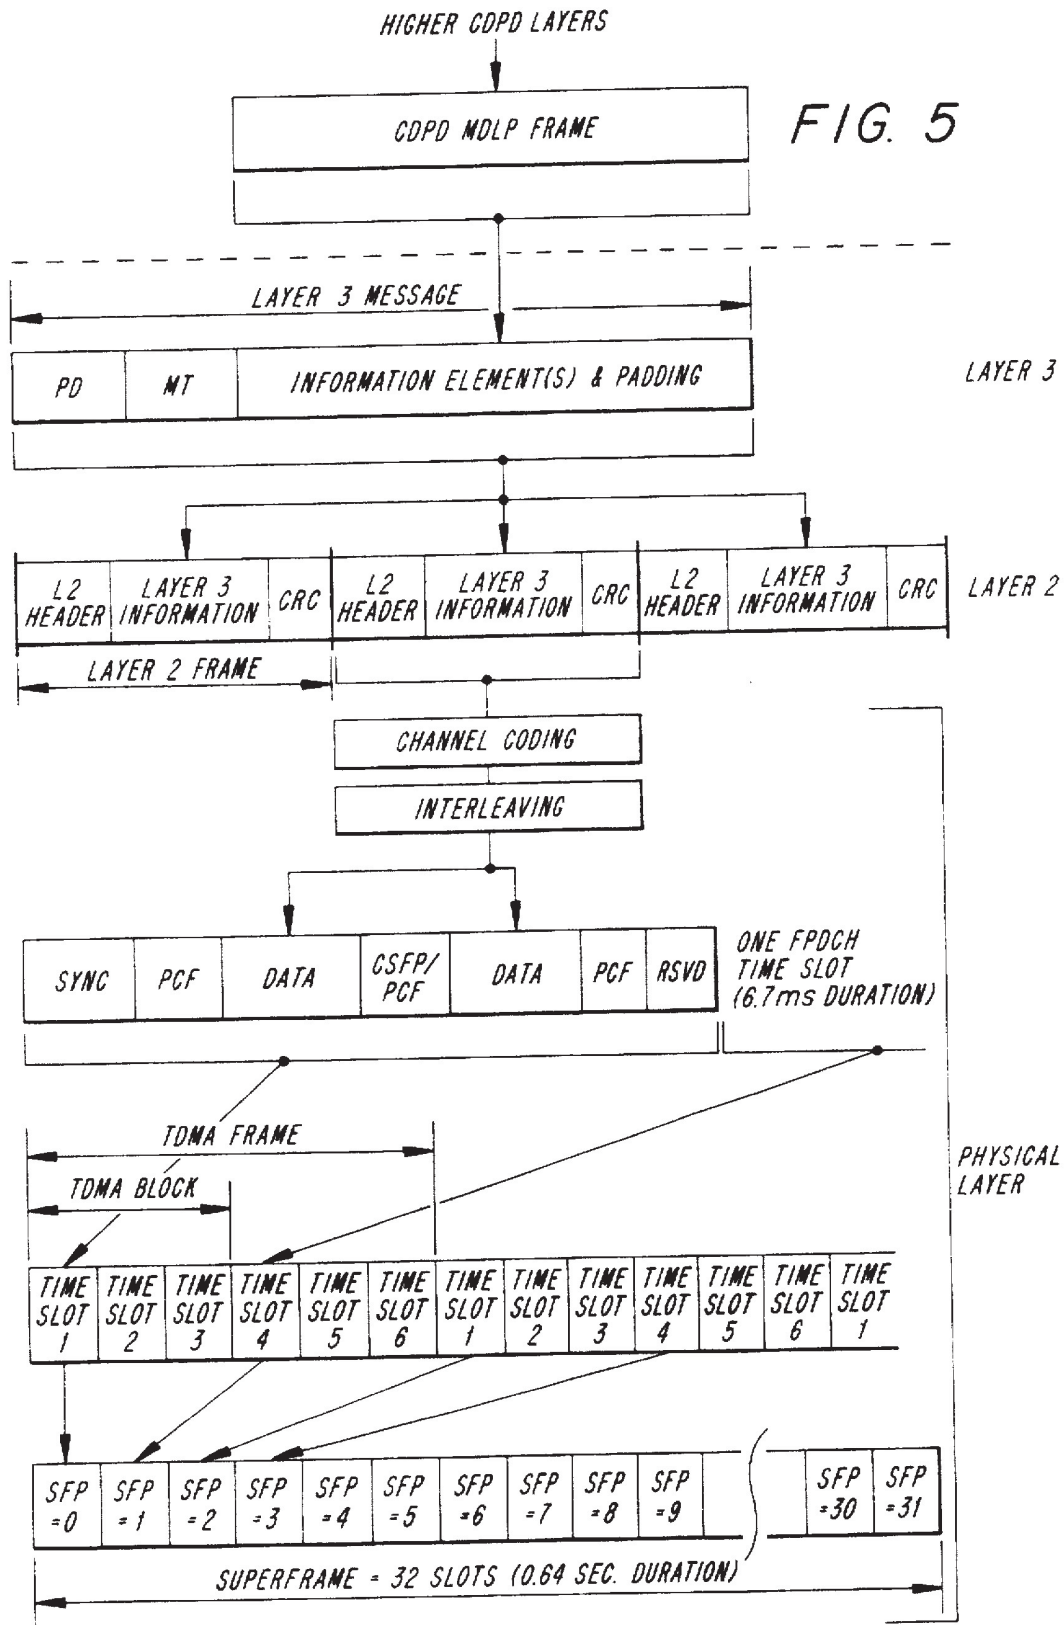 HIGHER CDPD LAYERS
FIG. 5
CDPD MDLP FRAME
LAYER 3 MESSAGE
PD
MT
INFORMATION ELEMENT(S) & PADDING
LAYER 3
L2
HEADER
LAYER 3
INFORMATION
CRC
L2
HEADER
LAYER 3
INFORMATION
CRC
L2
HEADER
LAYER 3
INFORMATION
CRC
LAYER 2
LAYER 2 FRAME
CHANNEL CODING
INTERLEAVING
SYNC
PCF
DATA
CSFP/
PCF
DATA
PCF
RSVD
ONE FPDCH
TIME SLOT
(6.7ms DURATION)
TDMA FRAME
TDMA BLOCK
PHYSICAL
LAYER
TIME
SLOT
1
TIME
SLOT
2
TIME
SLOT
3
TIME
SLOT
4
TIME
SLOT
5
TIME
SLOT
6
TIME
SLOT
1
TIME
SLOT
2
TIME
SLOT
3
TIME
SLOT
4
TIME
SLOT
5
TIME
SLOT
6
TIME
SLOT
1
SFP
=0
SFP
=1
SFP
=2
SFP
=3
SFP
=4
SFP
=5
SFP
=6
SFP
=7
SFP
=8
SFP
=9
SFP
=30
SFP
=31
SUPERFRAME = 32 SLOTS (0.64 SEC. DURATION)